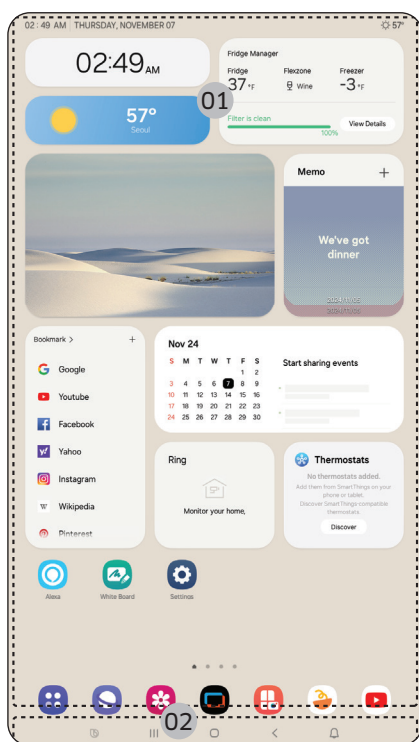 02 : 49 AM THURSDAY, NOVEMBER 07 57°
02:49 AM
57°
Seoul
Fridge Manager
Fridge Flexzone Freezer
37 °F Wine -3 °F
Filter is clean
100%
View Details
01
Memo +
We've got
dinner
2024/11/05
Bookmark > +
Google
Youtube
Facebook
Yahoo
Instagram
Wikipedia
Pinterest
Nov 24
S M T W T F S
1 2
3 4 5 6 7 8 9
10 11 12 13 14 15 16
17 18 19 20 21 22 23
24 25 26 27 28 29 30
Start sharing events
Ring
Monitor your home,
Thermostats
No thermostats added.
Add them from SmartThings on your
phone or tablet.
Discover SmartThings-compatible
thermostats.
Discover
Alexa White Board Settings
02